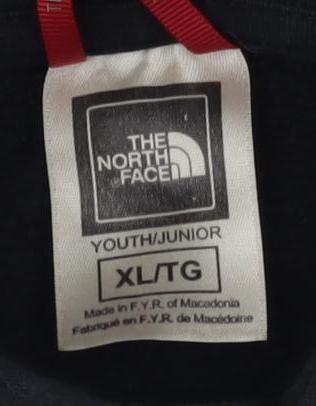 THE
NORTH
FACE
YOUTH/JUNIOR
XL/TG
Made in F.Y.R. of Macedonia
Fabriqué en F.Y.R. de Macédoine